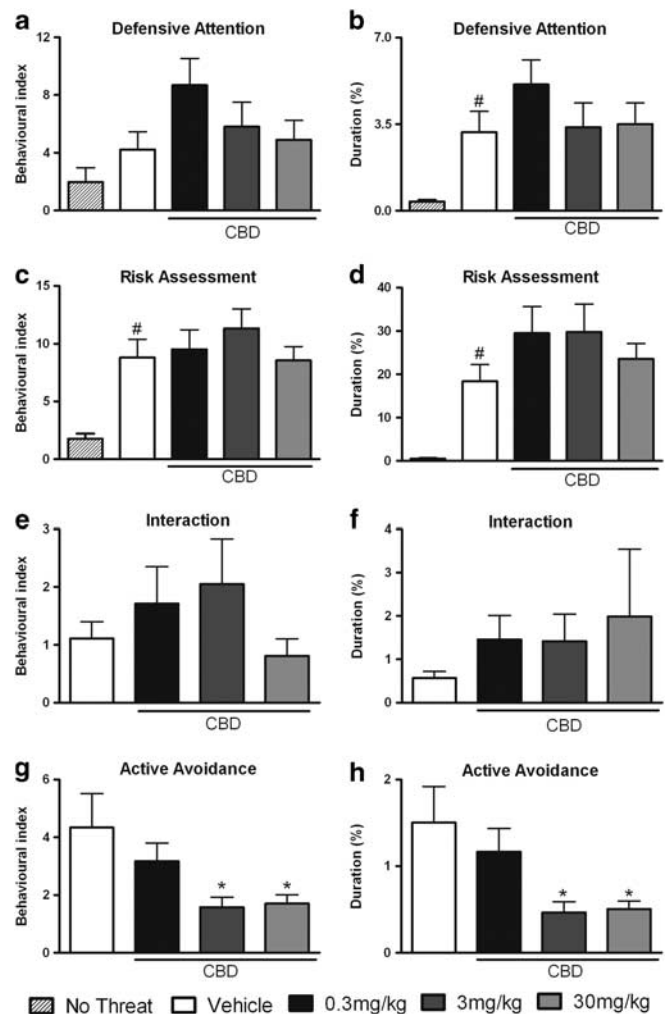 a
Defensive Attention
Behavioural index
12
8
4
0
CBD
b
Defensive Attention
Duration (%)
7.0
3.5
0.0
#
CBD
c
Risk Assessment
Behavioural index
15
10
5
0
#
CBD
d
Risk Assessment
Duration (%)
40
30
20
10
0
#
CBD
e
Interaction
Behavioural index
3
2
1
0
CBD
f
Interaction
Duration (%)
4
3
2
1
0
CBD
g
Active Avoidance
Behavioural index
6
4
2
0
* *
CBD
h
Active Avoidance
Duration (%)
2
1
0
* *
CBD
No Threat Vehicle 0.3mg/kg 3mg/kg 30mg/kg